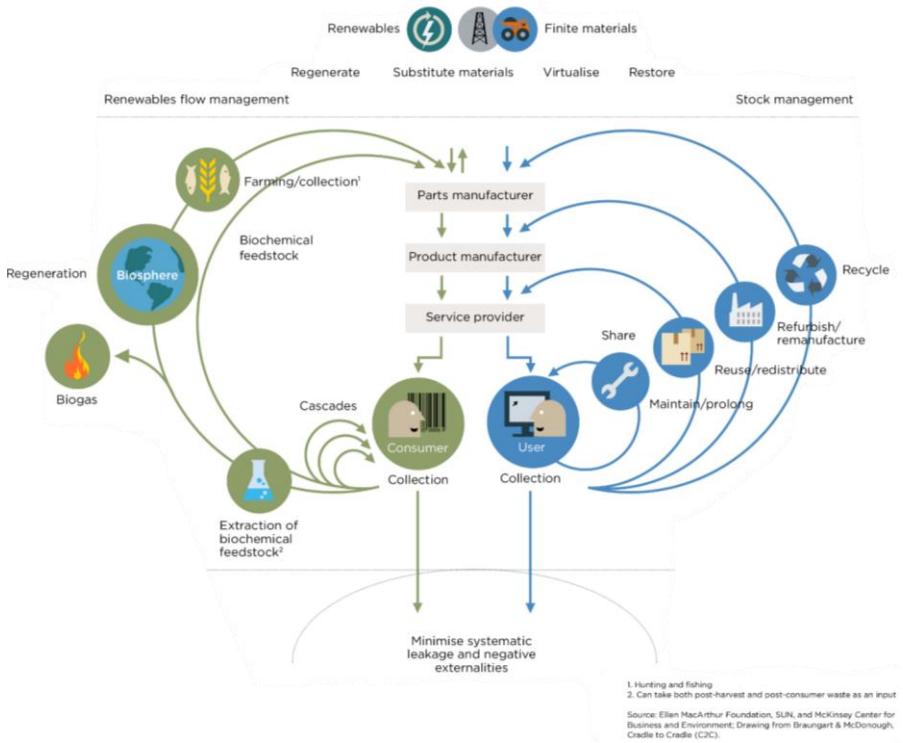 Renewables
Finite materials
Regenerate Substitute materials Virtualise Restore
Renewables flow management
Stock management
Farming/collection¹
Parts manufacturer
Biochemical
feedstock
Product manufacturer
Regeneration
Biosphere
Recycle
Service provider
Share
Refurbish/
remanufacture
Reuse/redistribute
Biogas
Cascades
Maintain/prolong
Consumer
User
Collection
Collection
Extraction of
biochemical
feedstock²
Minimise systematic
leakage and negative
externalities
1. Hunting and fishing
2. Can take both post-harvest and post-consumer waste as an input
Source: Ellen MacArthur Foundation, SUN, and McKinsey Center for
Business and Environment; Drawing from Braungart & McDonough,
Cradle to Cradle (C2C).